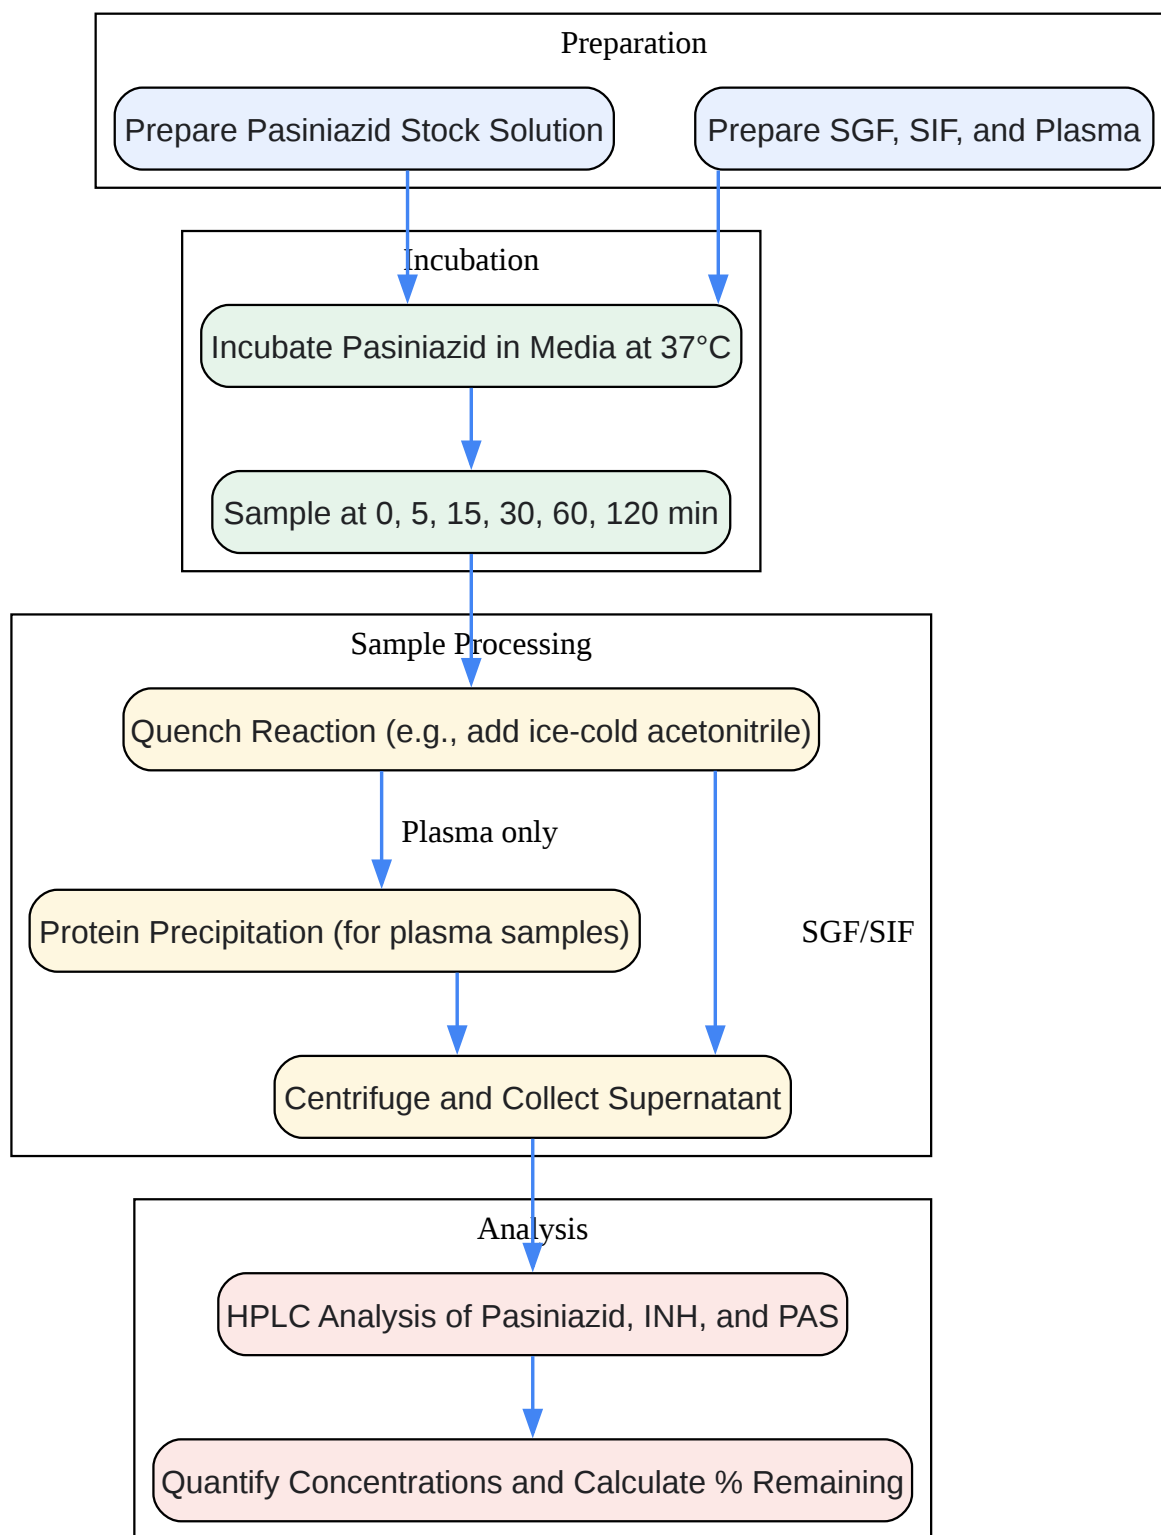 Preparation
Prepare Pasiniazid Stock Solution
Prepare SGF, SIF, and Plasma
Incubation
Incubate Pasiniazid in Media at 37°C
Sample at 0, 5, 15, 30, 60, 120 min
Sample Processing
Quench Reaction (e.g., add ice-cold acetonitrile)
Plasma only
Protein Precipitation (for plasma samples)
SGF/SIF
Centrifuge and Collect Supernatant
Analysis
HPLC Analysis of Pasiniazid, INH, and PAS
Quantify Concentrations and Calculate % Remaining